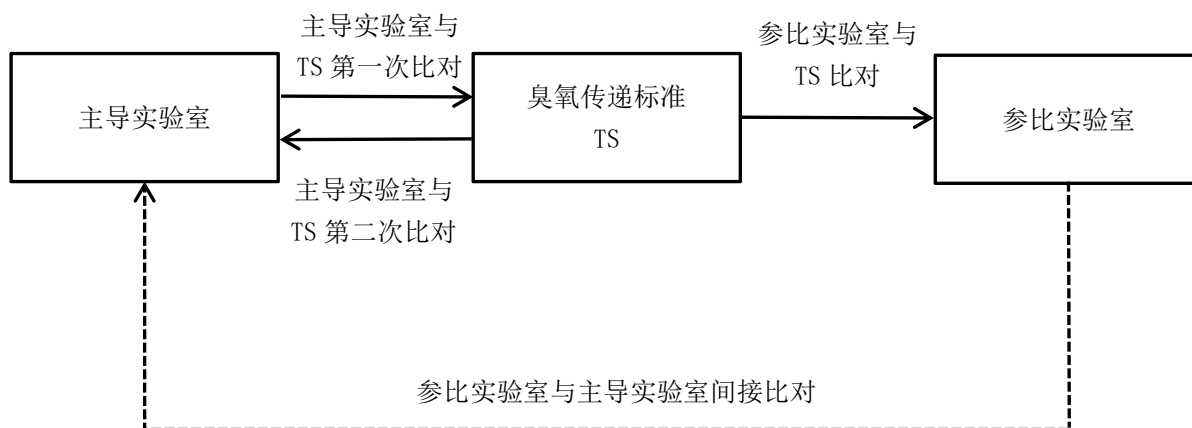 主导实验室与
TS 第一次比对
参比实验室与
TS 比对
主导实验室
臭氧传递标准
TS
参比实验室
主导实验室与
TS 第二次比对
参比实验室与主导实验室间接比对